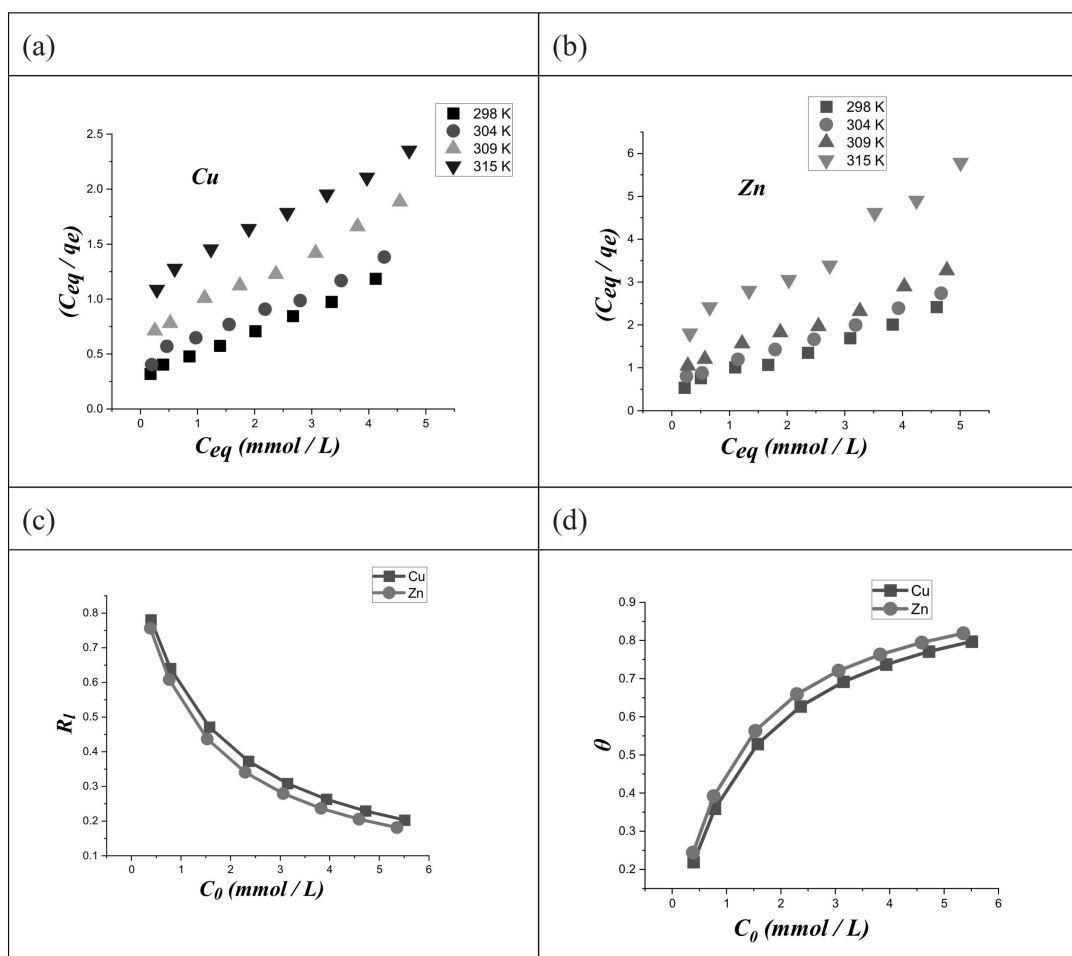 (a)
(b)
298 K
304 K
309 K
315 K
Cu
(Ceq / qe)
2.5
2.0
1.5
1.0
0.5
0.0
0 1 2 3 4 5
Ceq (mmol / L)
298 K
304 K
309 K
315 K
Zn
(Ceq / qe)
6
5
4
3
2
1
0
0 1 2 3 4 5
Ceq (mmol / L)
(c)
(d)
Cu
Zn
Rl
0.8
0.7
0.6
0.5
0.4
0.3
0.2
0.1
0 1 2 3 4 5 6
C0 (mmol / L)
Cu
Zn
θ
0.9
0.8
0.7
0.6
0.5
0.4
0.3
0.2
0 1 2 3 4 5 6
C0 (mmol / L)